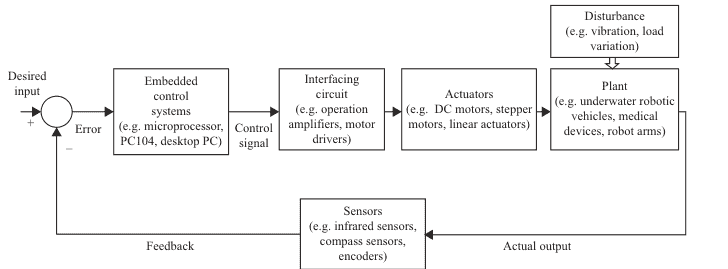 Disturbance
(e.g. vibration, load
variation)
Desired
input
+
−
Error
Embedded
control
systems
(e.g. microprocessor,
PC104, desktop PC)
Control
signal
Interfacing
circuit
(e.g. operation
amplifiers, motor
drivers)
Actuators
(e.g. DC motors, stepper
motors, linear actuators)
Plant
(e.g. underwater robotic
vehicles, medical
devices, robot arms)
Sensors
(e.g. infrared sensors,
compass sensors,
encoders)
Feedback
Actual output